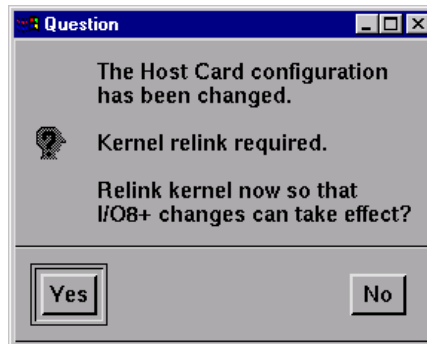 Question
The Host Card configuration
has been changed.
Kernel relink required.
Relink kernel now so that
I/O8+ changes can take effect?
Yes
No